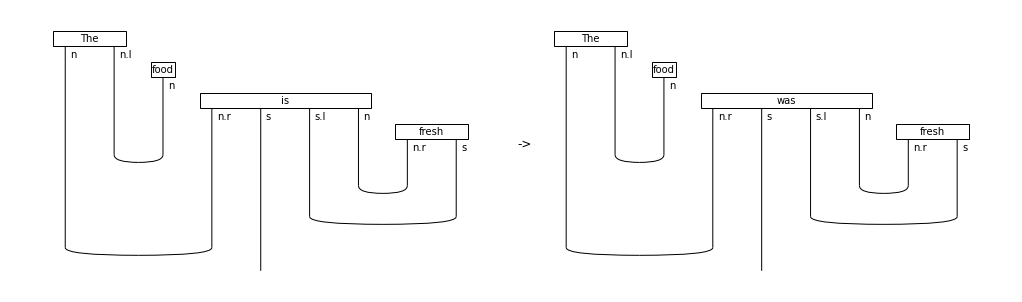 The The
n n.l n n.l
food food
n n
is was
n.r s s.l n n.r s s.l n
fresh fresh
n.r s -> n.r s